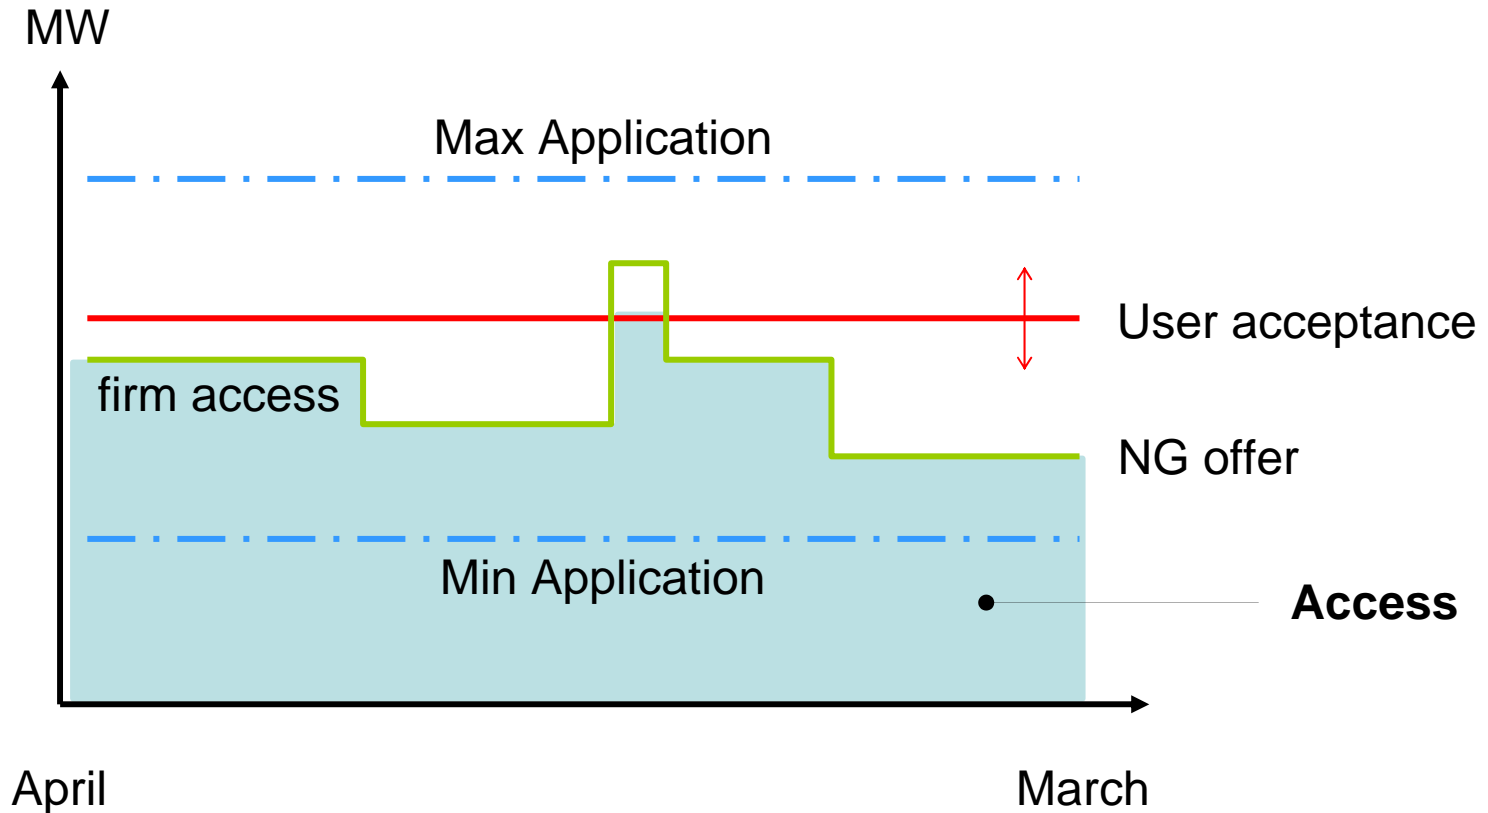 MW
Max Application
User acceptance
firm access
NG offer
Min Application
Access
April
March